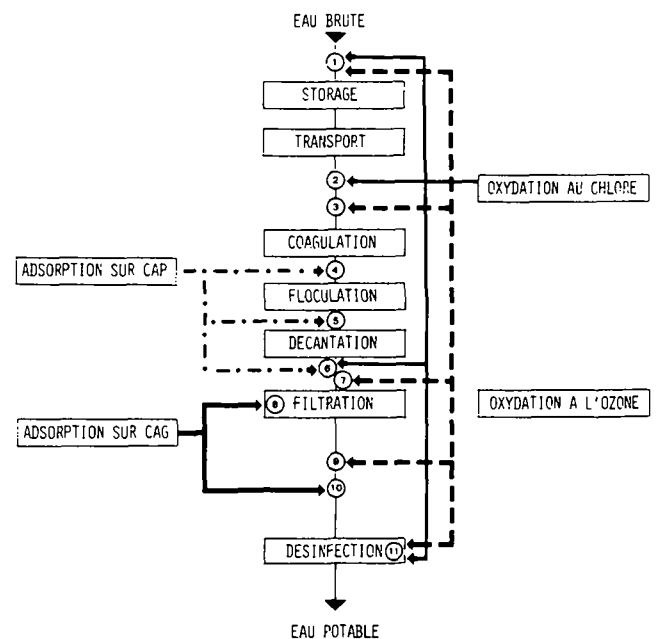 EAU BRUTE
1
STORAGE
TRANSPORT
2
OXYDATION AU CHLORE
3
COAGULATION
ADSORPTION SUR CAP
4
FLOCULATION
5
DECANTATION
6
7
8 FILTRATION
OXYDATION A L'OZONE
ADSORPTION SUR CAG
9
10
DESINFECTION 11
EAU POTABLE